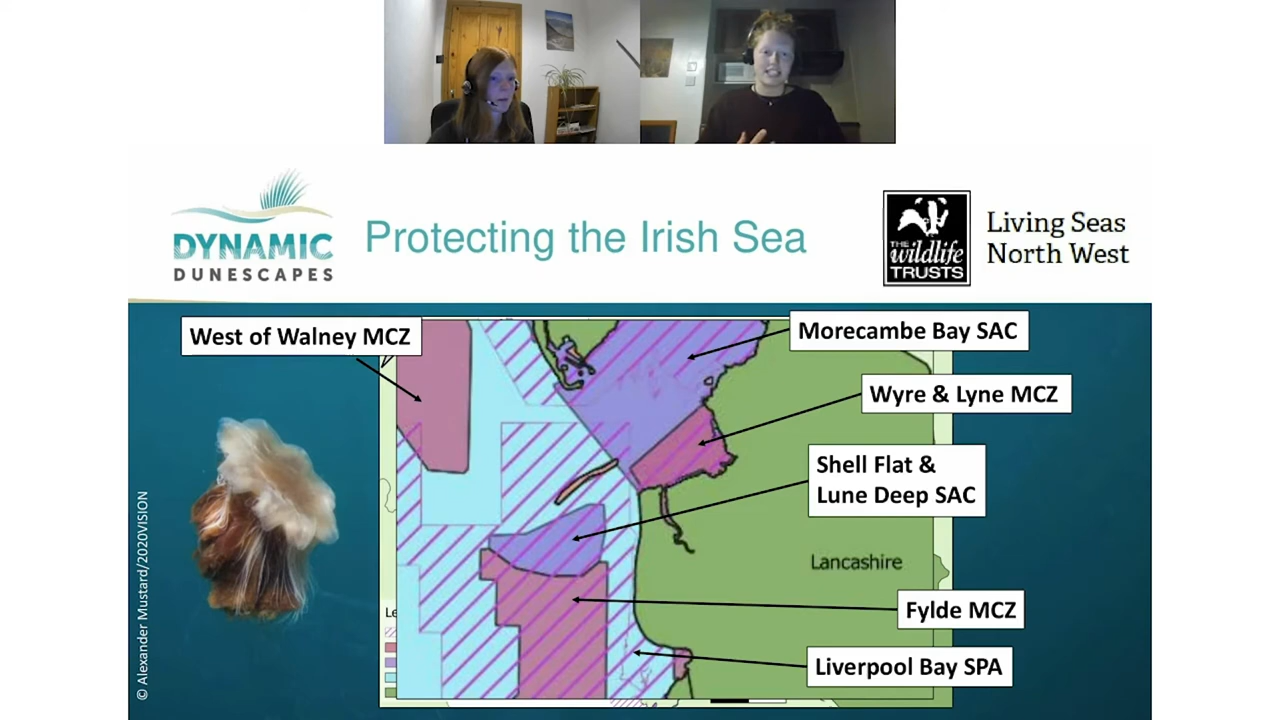 DYNAMIC
DUNESCAPES
Protecting the Irish Sea
THE
wildlife
TRUSTS
Living Seas
North West
West of Walney MCZ
Morecambe Bay SAC
Wyre & Lyne MCZ
Shell Flat &
Lune Deep SAC
Lancashire
Fylde MCZ
Liverpool Bay SPA
Le
© Alexander Mustard/2020VISION